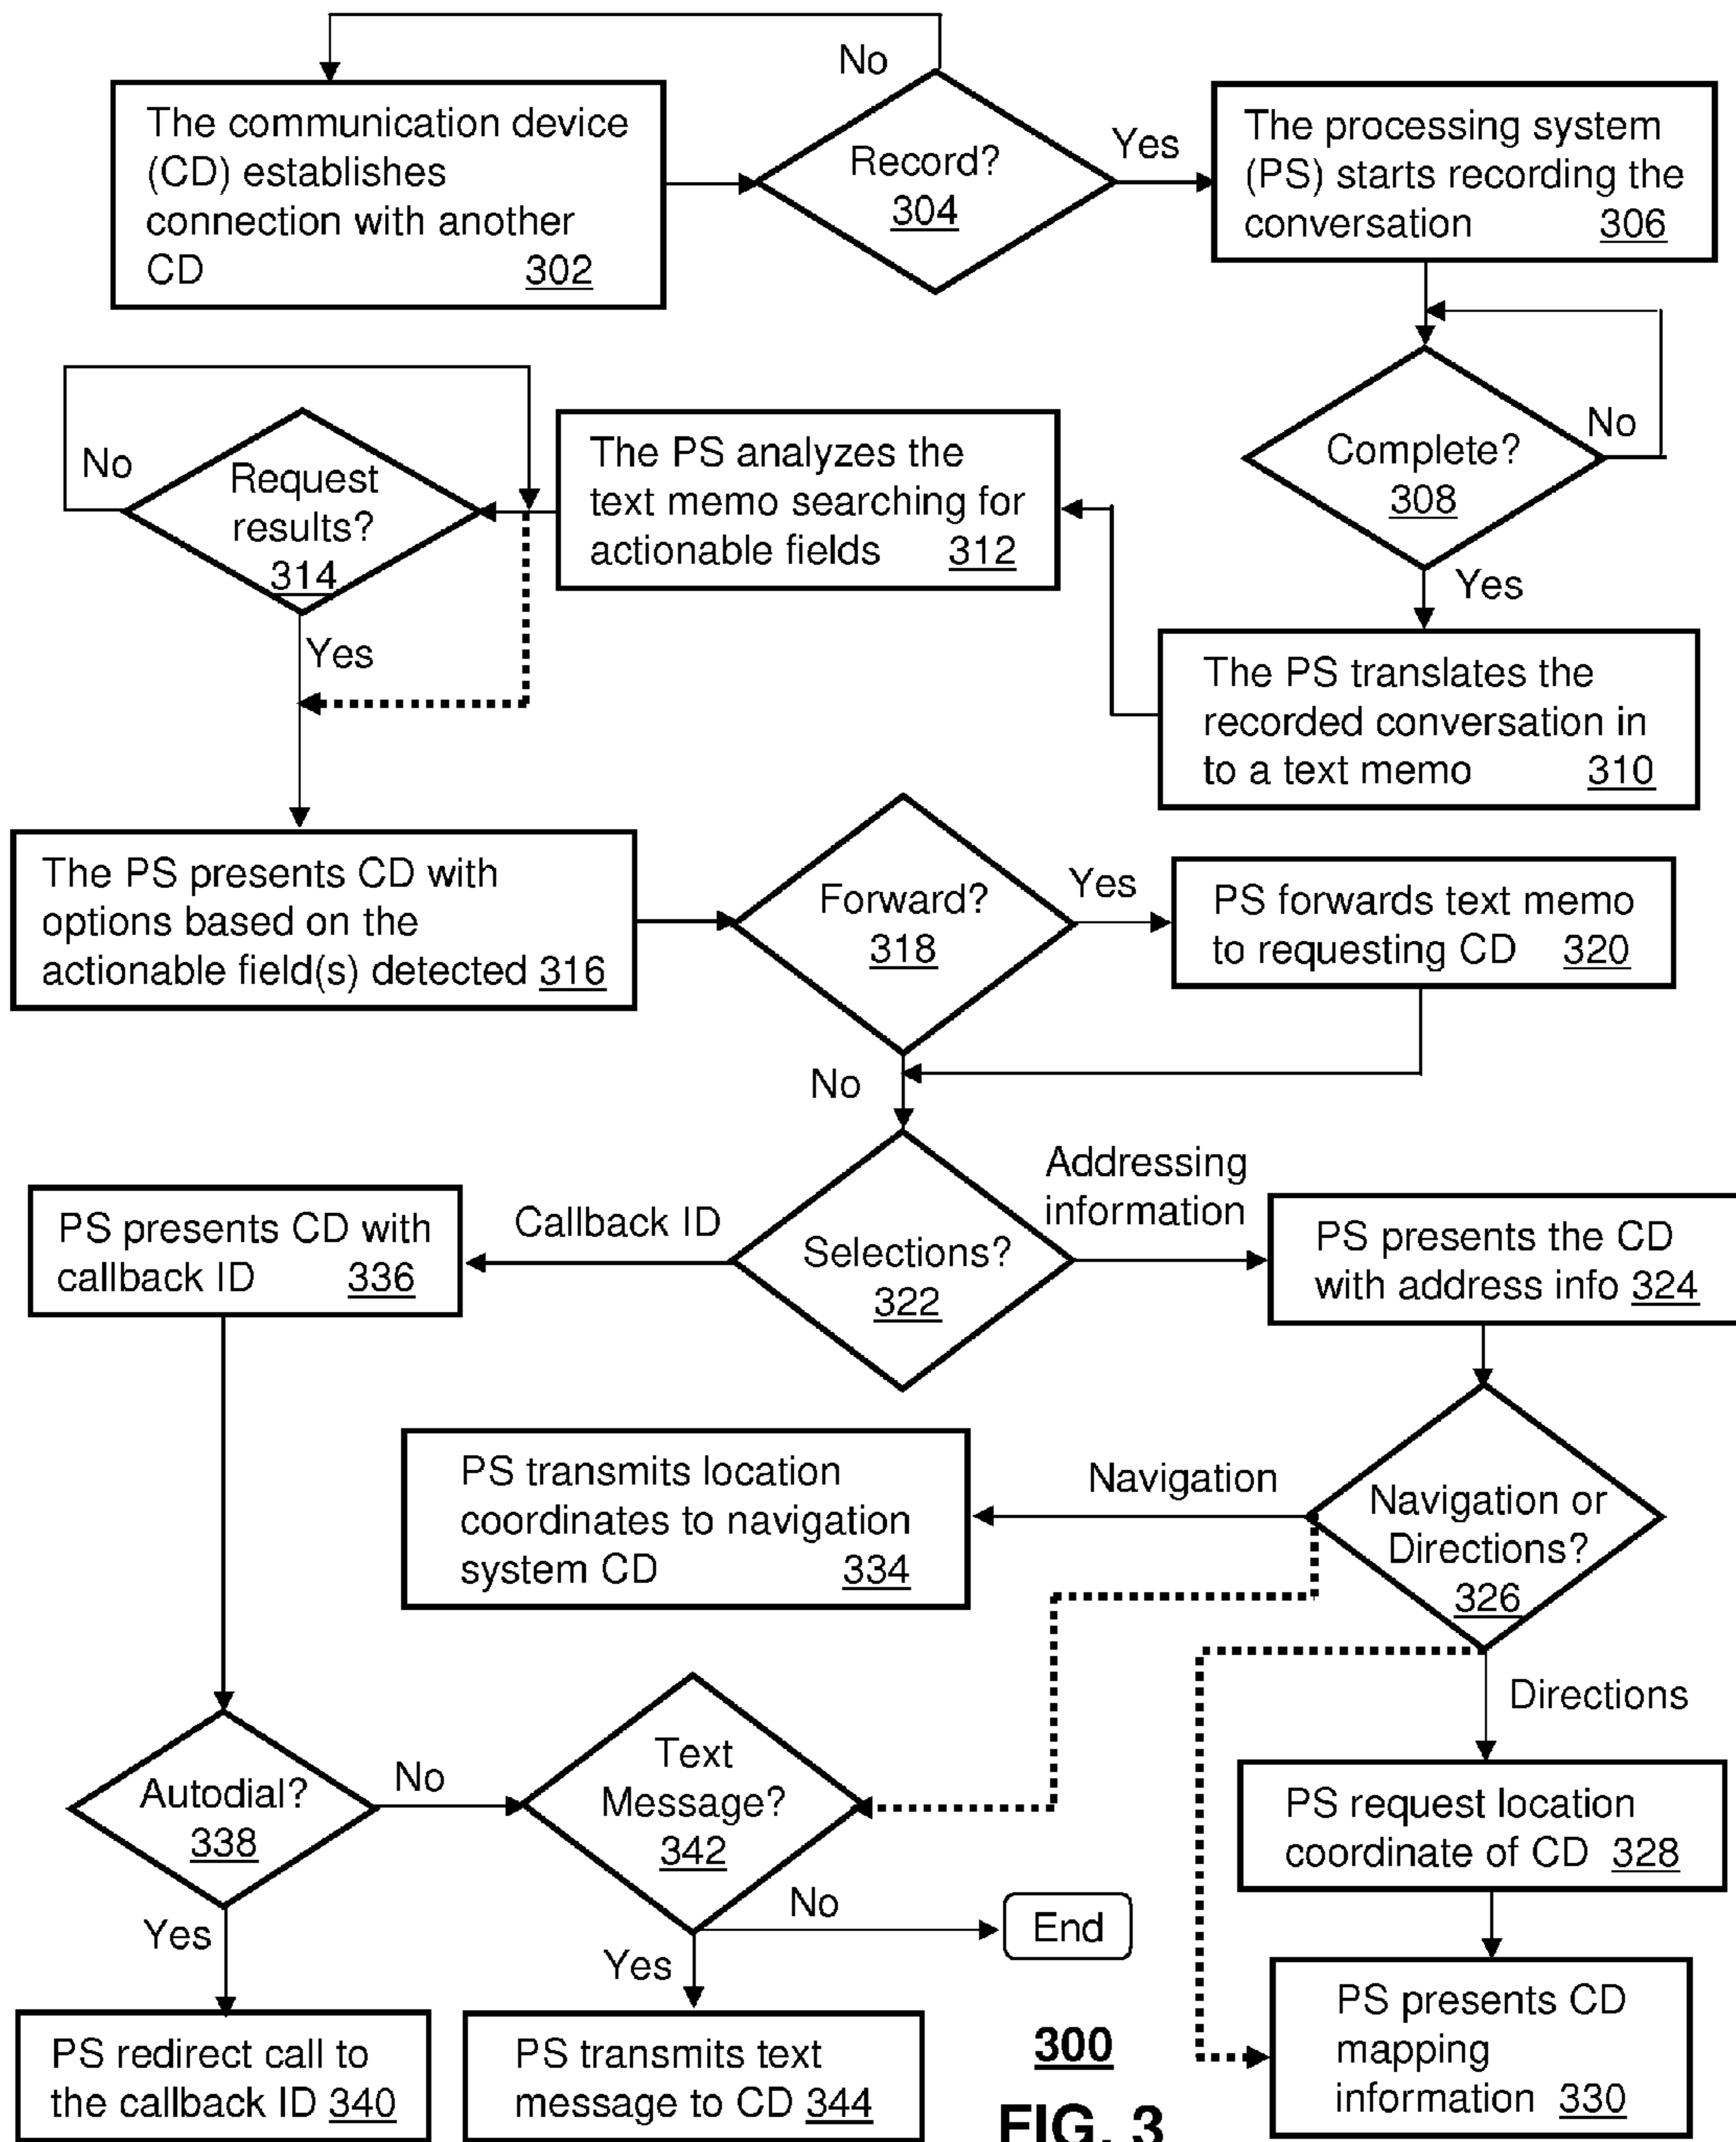 No
The communication device
(CD) establishes
connection with another
CD 302
Record?
304
Yes
The processing system
(PS) starts recording the
conversation 306
Complete?
308
No
Yes
The PS translates the
recorded conversation in
to a text memo 310
The PS analyzes the
text memo searching for
actionable fields 312
No
Request
results?
314
Yes
The PS presents CD with
options based on the
actionable field(s) detected 316
Forward?
318
Yes
PS forwards text memo
to requesting CD 320
No
Selections?
322
Callback ID
Addressing
information
PS presents CD with
callback ID 336
PS presents the CD
with address info 324
Navigation or
Directions?
326
Navigation
PS transmits location
coordinates to navigation
system CD 334
Directions
PS request location
coordinate of CD 328
PS presents CD
mapping
information 330
Autodial?
338
No
Text
Message?
342
No
End
Yes
PS redirect call to
the callback ID 340
Yes
PS transmits text
message to CD 344
300
FIG. 3